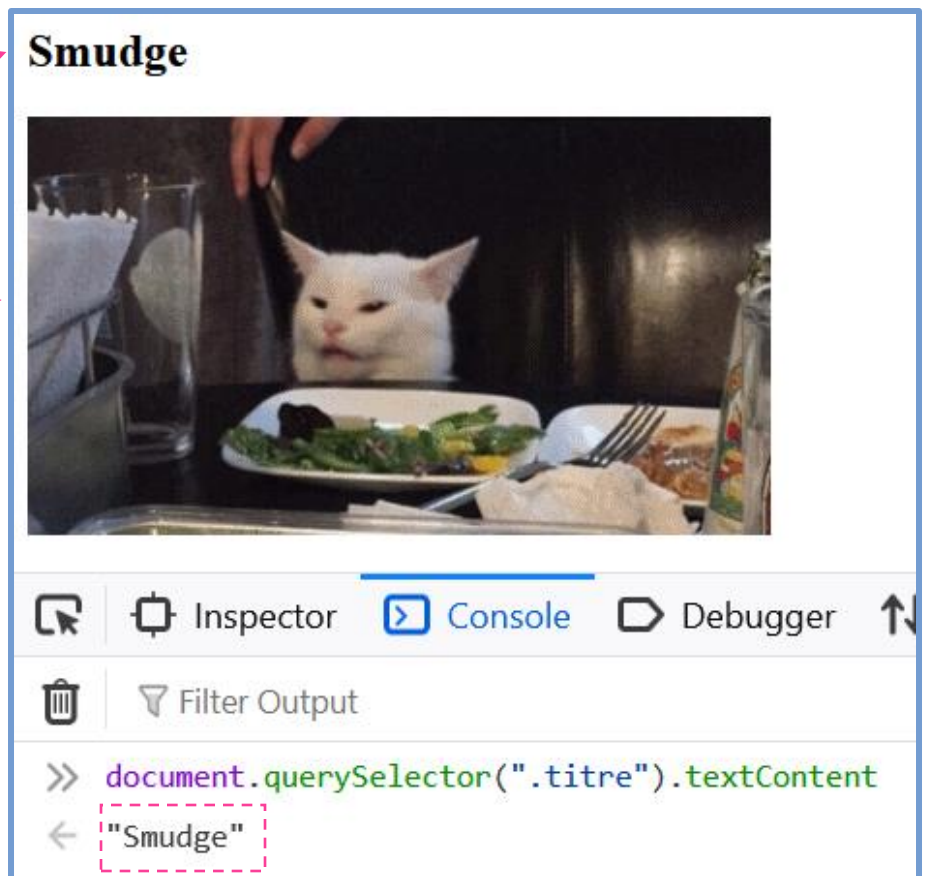 Smudge
Inspector Console Debugger
Filter Output
>> document.querySelector(".titre").textContent
← "Smudge"